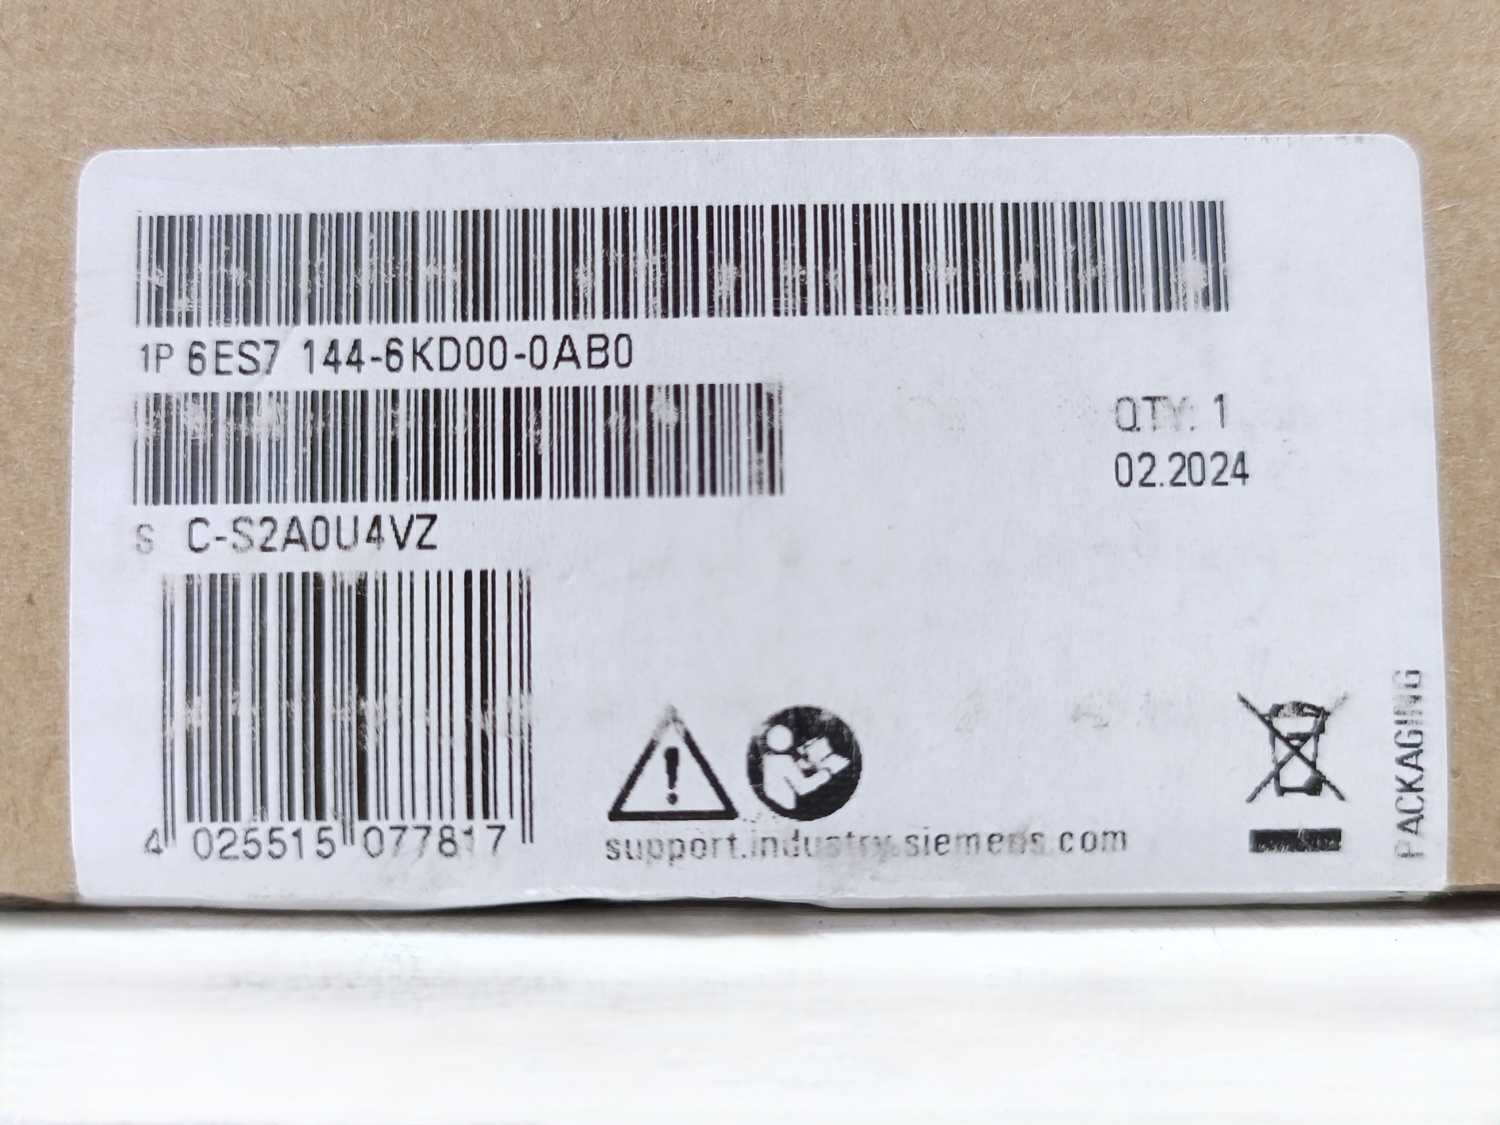 1P 6ES7 144-6KD00-0AB0
QTY: 1
02.2024
S C-S2A0U4VZ
4 025515 077817
support.industry.siemens.com
PACKAGING